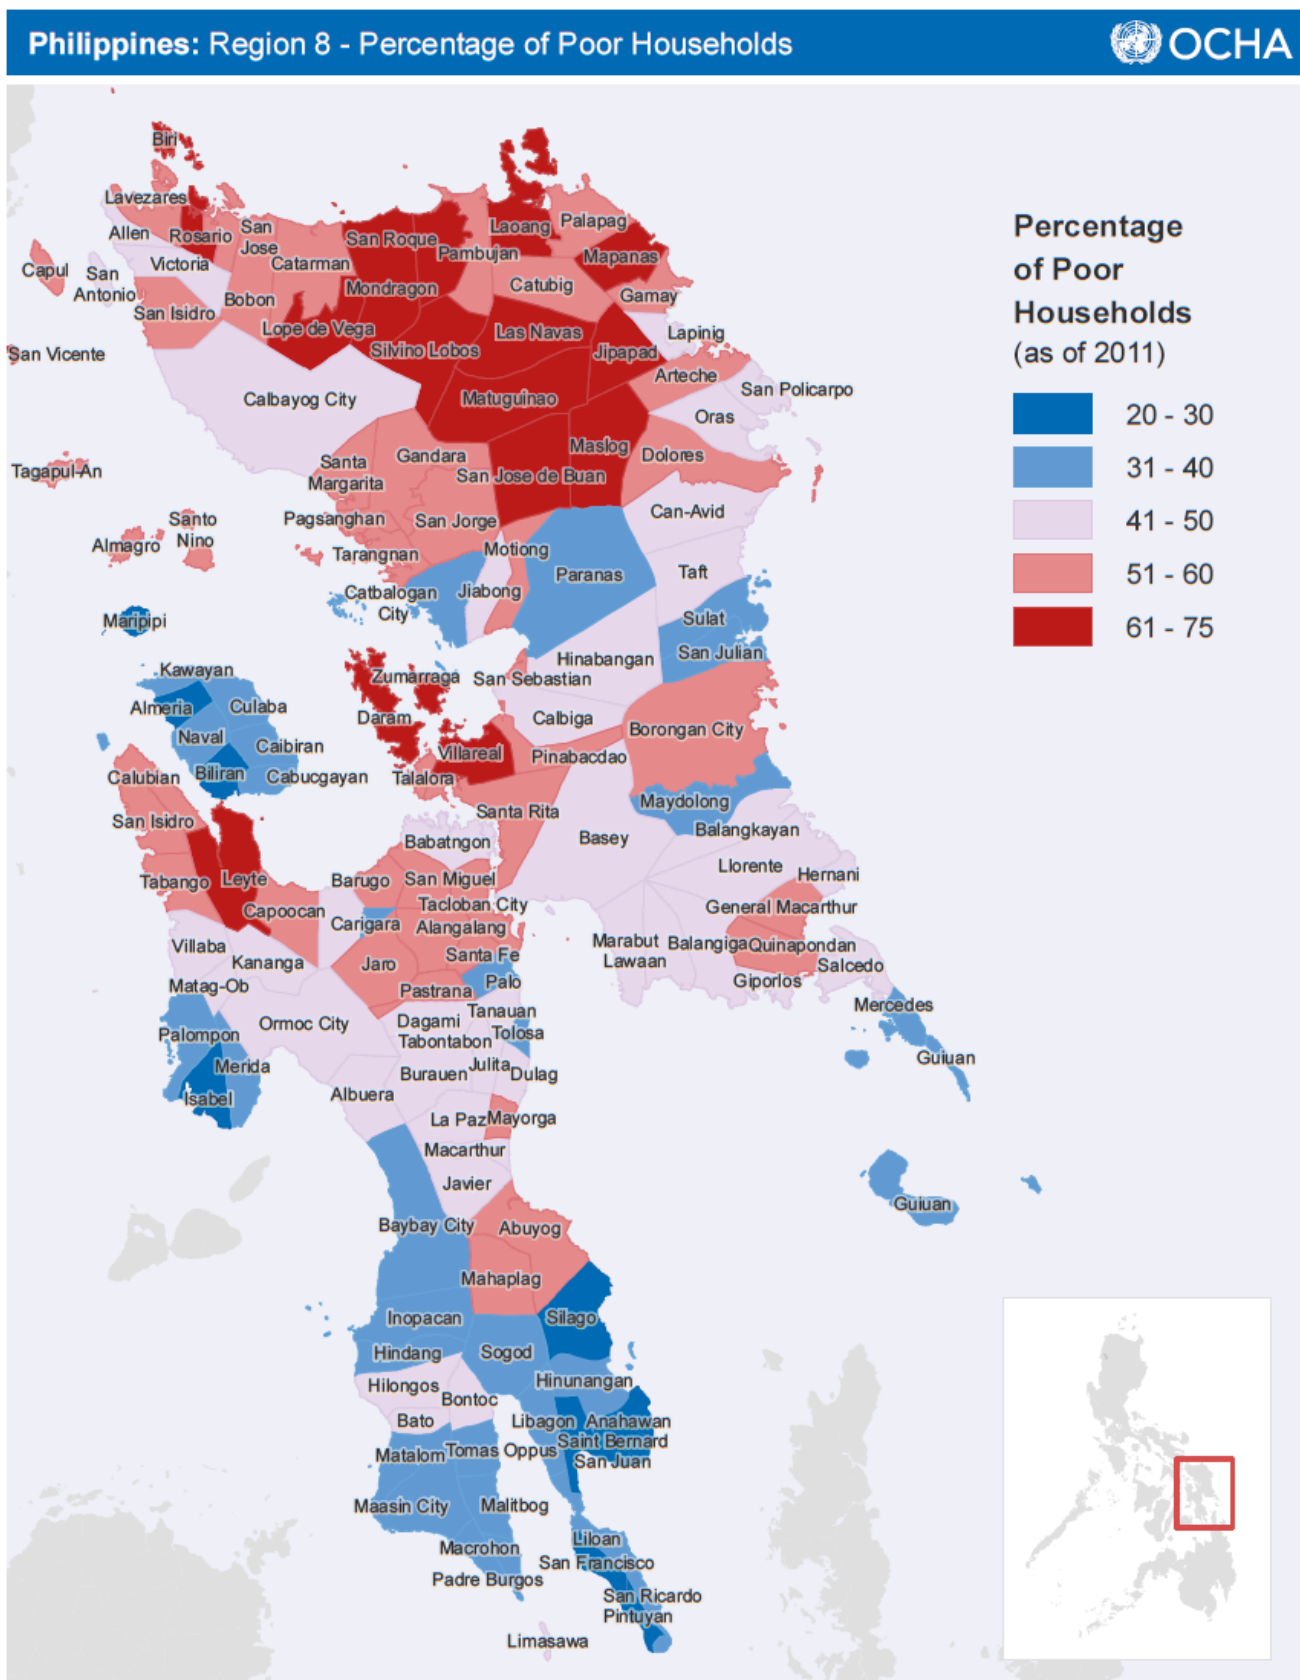 Philippines: Region 8 - Percentage of Poor Households
OCHA
Percentage
of Poor
Households
(as of 2011)
20 - 30
31 - 40
41 - 50
51 - 60
61 - 75
Biri
Lavezares
Allen
Rosario
San
Jose
San Roque
Laoang
Palapag
Pambujan
Mapanas
Capul
San
Antonio
Victoria
Catarman
Mondragon
Catubig
Gamay
San Isidro
Bobon
Lope de Vega
Las Navas
Lapinig
San Vicente
Silvino Lobos
Jipapad
Arteche
San Policarpo
Calbayog City
Matuguinao
Oras
Tagapul-An
Santa
Margarita
Gandara
San Jose de Buan
Maslog
Dolores
Almagro
Santo
Nino
Pagsanghan
San Jorge
Can-Avid
Tarangnan
Motiong
Paranas
Taft
Catbalogan
City
Jiabong
Maripipi
Sulat
San Julian
Kawayan
Zumarraga
San Sebastian
Hinabangan
Almeria
Culaba
Daram
Calbiga
Borongan City
Naval
Caibiran
Villareal
Pinabacdao
Calubian
Biliran
Cabucgayan
Talalora
Maydolong
San Isidro
Santa Rita
Balangkayan
Babatngon
Basey
Llorente
Hernani
Tabango
Leyte
Barugo
San Miguel
Capoocan
Tacloban City
General Macarthur
Carigara
Alangalang
Villaba
Kananga
Jaro
Santa Fe
Marabut
Lawaan
Balangiga
Quinapondan
Salcedo
Giporlos
Matag-Ob
Pastrana
Palo
Mercedes
Ormoc City
Dagami
Tanauan
Tabontabon
Tolosa
Palompon
Merida
Burauen
Julita
Dulag
Guiuan
Isabel
Albuera
La Paz
Mayorga
Macarthur
Javier
Guiuan
Baybay City
Abuyog
Mahaplag
Inopacan
Silago
Hindang
Sogod
Hilongos
Hinunangan
Bontoc
Bato
Libagon
Anahawan
Saint Bernard
Matalom
Tomas Oppus
San Juan
Maasin City
Malitbog
Macrohon
Liloan
San Francisco
Padre Burgos
San Ricardo
Pintuyan
Limasawa